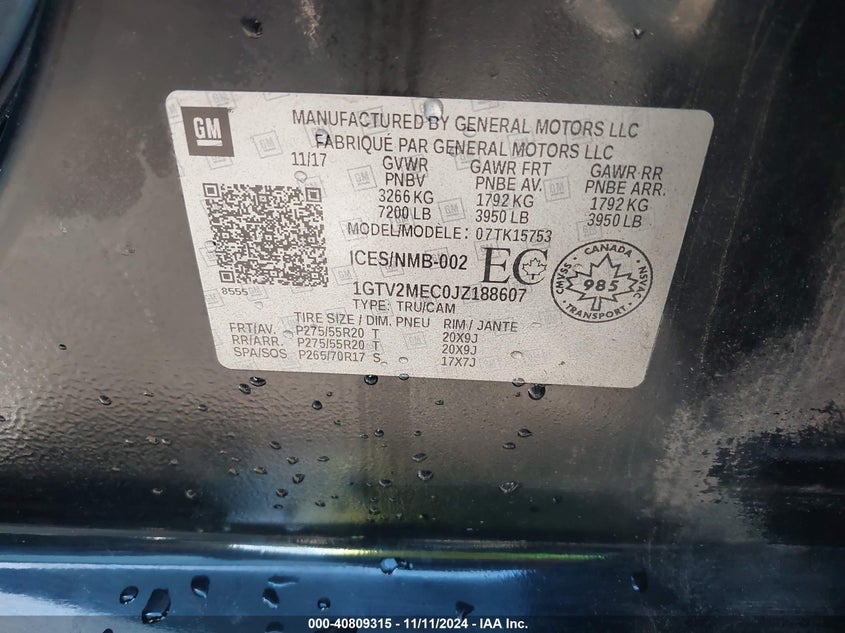 GM
MANUFACTURED BY GENERAL MOTORS LLC
FABRIQUÉ PAR GENERAL MOTORS LLC
11/17
GVWR GAWR FRT GAWR RR
PNBV PNBE AV. PNBE ARR.
3266 KG 1792 KG 1792 KG
7200 LB 3950 LB 3950 LB
MODEL/MODÈLE: 07TK15753
ICES/NMB-002 EC
8555
1GTV2MEC0JZ188607
TYPE: TRU/CAM
CANADA
CMVSS 985 NSVAC
TRANSPORT
TIRE SIZE / DIM. PNEU RIM / JANTE
FRT/AV. P275/55R20 T 20X9J
RR/ARR. P275/55R20 T 20X9J
SPA/SOS P265/70R17 S 17X7J
000-40809315 - 11/11/2024 - IAA Inc.